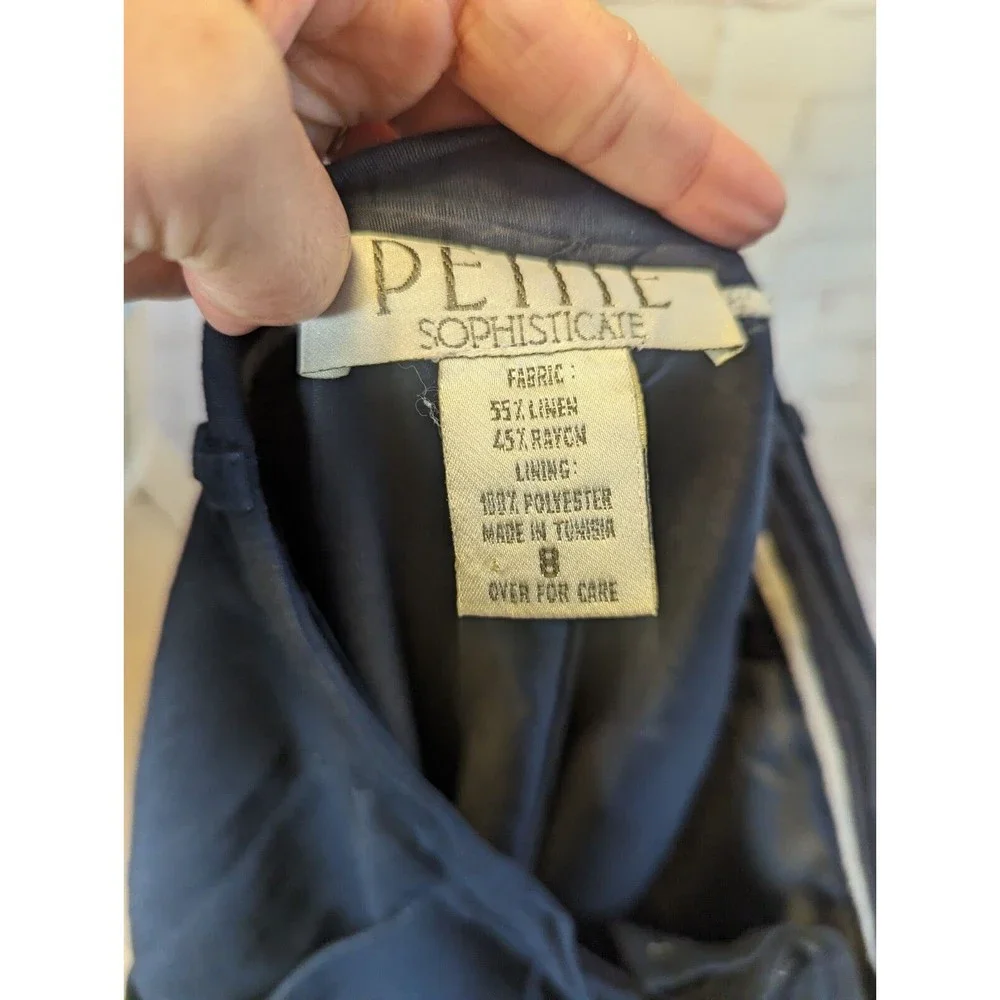 PETITE
SOPHISTICATE
FABRIC :
55% LINEN
45% RAYON
LINING:
100% POLYESTER
MADE IN TUNISIA
8
OVER FOR CARE